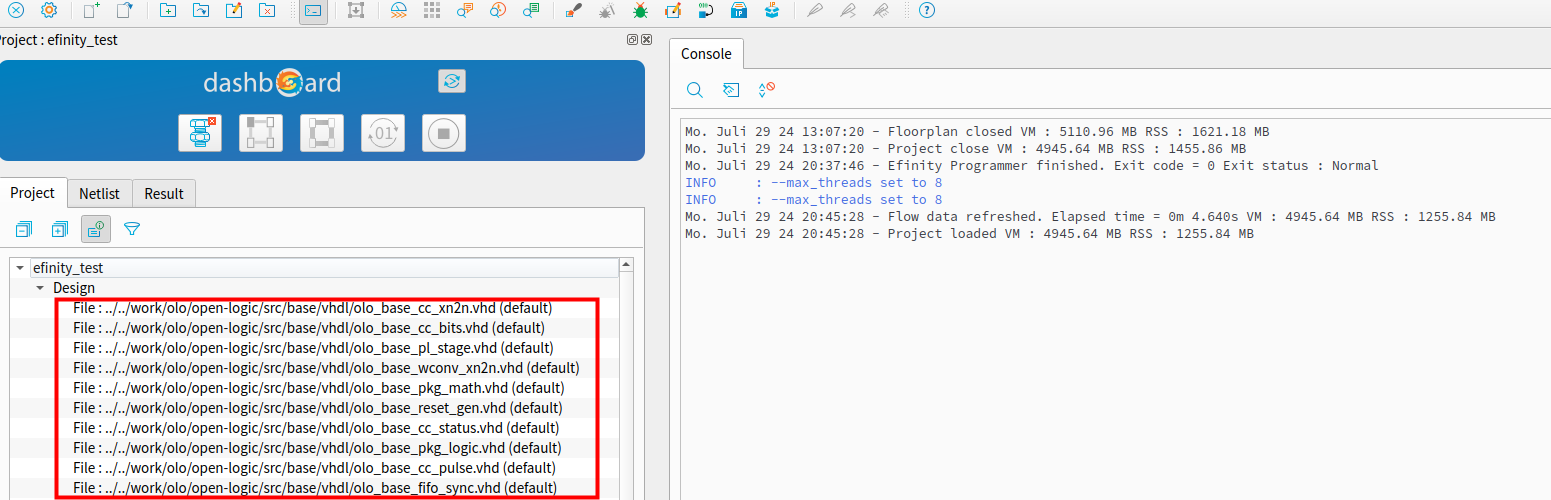 Project : efinity_test
dashboard
Project
Netlist
Result
efinity_test
Design
File : ../../work/olo/open-logic/src/base/vhdl/olo_base_cc_xn2n.vhd (default)
File : ../../work/olo/open-logic/src/base/vhdl/olo_base_cc_bits.vhd (default)
File : ../../work/olo/open-logic/src/base/vhdl/olo_base_pl_stage.vhd (default)
File : ../../work/olo/open-logic/src/base/vhdl/olo_base_wconv_xn2n.vhd (default)
File : ../../work/olo/open-logic/src/base/vhdl/olo_base_pkg_math.vhd (default)
File : ../../work/olo/open-logic/src/base/vhdl/olo_base_reset_gen.vhd (default)
File : ../../work/olo/open-logic/src/base/vhdl/olo_base_cc_status.vhd (default)
File : ../../work/olo/open-logic/src/base/vhdl/olo_base_pkg_logic.vhd (default)
File : ../../work/olo/open-logic/src/base/vhdl/olo_base_cc_pulse.vhd (default)
File : ../../work/olo/open-logic/src/base/vhdl/olo_base_fifo_sync.vhd (default)
Console
Mo. Juli 29 24 13:07:20 - Floorplan closed VM : 5110.96 MB RSS : 1621.18 MB
Mo. Juli 29 24 13:07:20 - Project close VM : 4945.64 MB RSS : 1455.86 MB
Mo. Juli 29 24 20:37:46 - Efinity Programmer finished. Exit code = 0 Exit status : Normal
INFO     : --max_threads set to 8
INFO     : --max_threads set to 8
Mo. Juli 29 24 20:45:28 - Flow data refreshed. Elapsed time = 0m 4.640s VM : 4945.64 MB RSS : 1255.84 MB
Mo. Juli 29 24 20:45:28 - Project loaded VM : 4945.64 MB RSS : 1255.84 MB